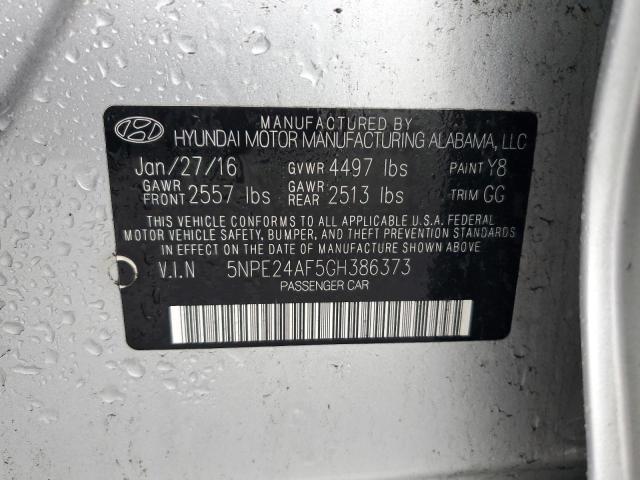 MANUFACTURED BY
HYUNDAI MOTOR MANUFACTURING ALABAMA, LLC
Jan/27/16 GVWR 4497 lbs PAINT Y8
GAWR FRONT 2557 lbs GAWR REAR 2513 lbs TRIM GG
THIS VEHICLE CONFORMS TO ALL APPLICABLE U.S.A. FEDERAL
MOTOR VEHICLE SAFETY, BUMPER, AND THEFT PREVENTION
STANDARDS IN EFFECT ON THE DATE OF
MANUFACTURE SHOWN ABOVE.
V.I.N 5NPE24AF5GH386373
PASSENGER CAR